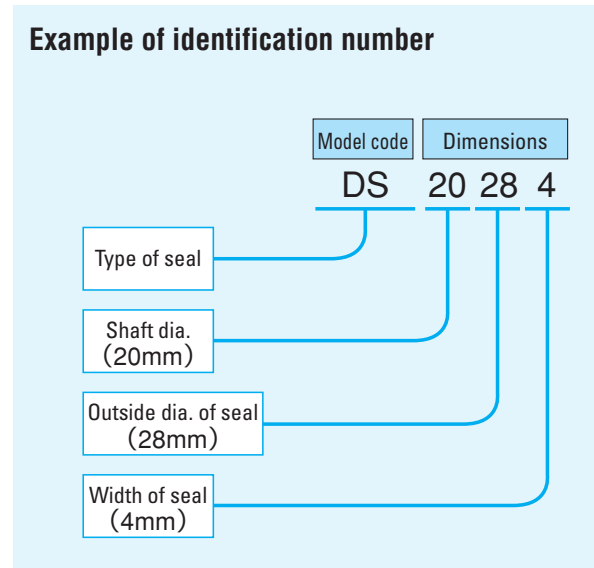 Example of identification number
Model code Dimensions
DS 20 28 4
Type of seal
Shaft dia.
(20mm)
Outside dia. of seal
(28mm)
Width of seal
(4mm)